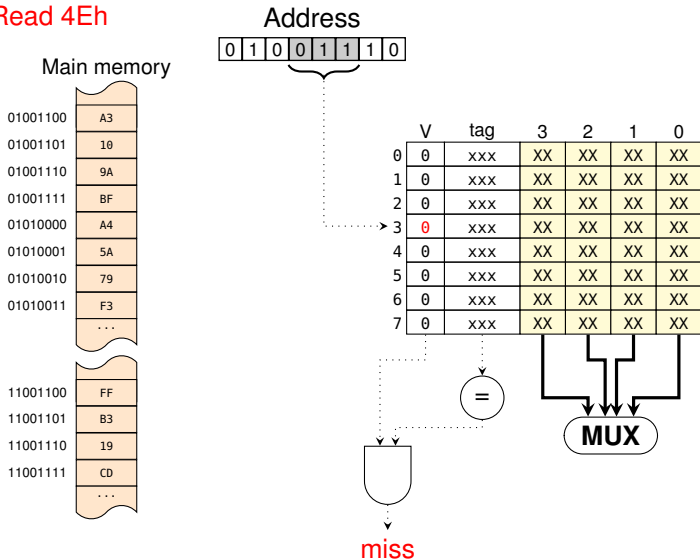 Read 4Eh
Address
0 1 0 0 1 1 1 0
Main memory
01001100 A3
01001101 10
01001110 9A
01001111 BF
01010000 A4
01010001 5A
01010010 79
01010011 F3
...
11001100 FF
11001101 B3
11001110 19
11001111 CD
...
V tag 3 2 1 0
0 0 xxx XX XX XX XX
1 0 xxx XX XX XX XX
2 0 xxx XX XX XX XX
3 0 xxx XX XX XX XX
4 0 xxx XX XX XX XX
5 0 xxx XX XX XX XX
6 0 xxx XX XX XX XX
7 0 xxx XX XX XX XX
=
MUX
miss